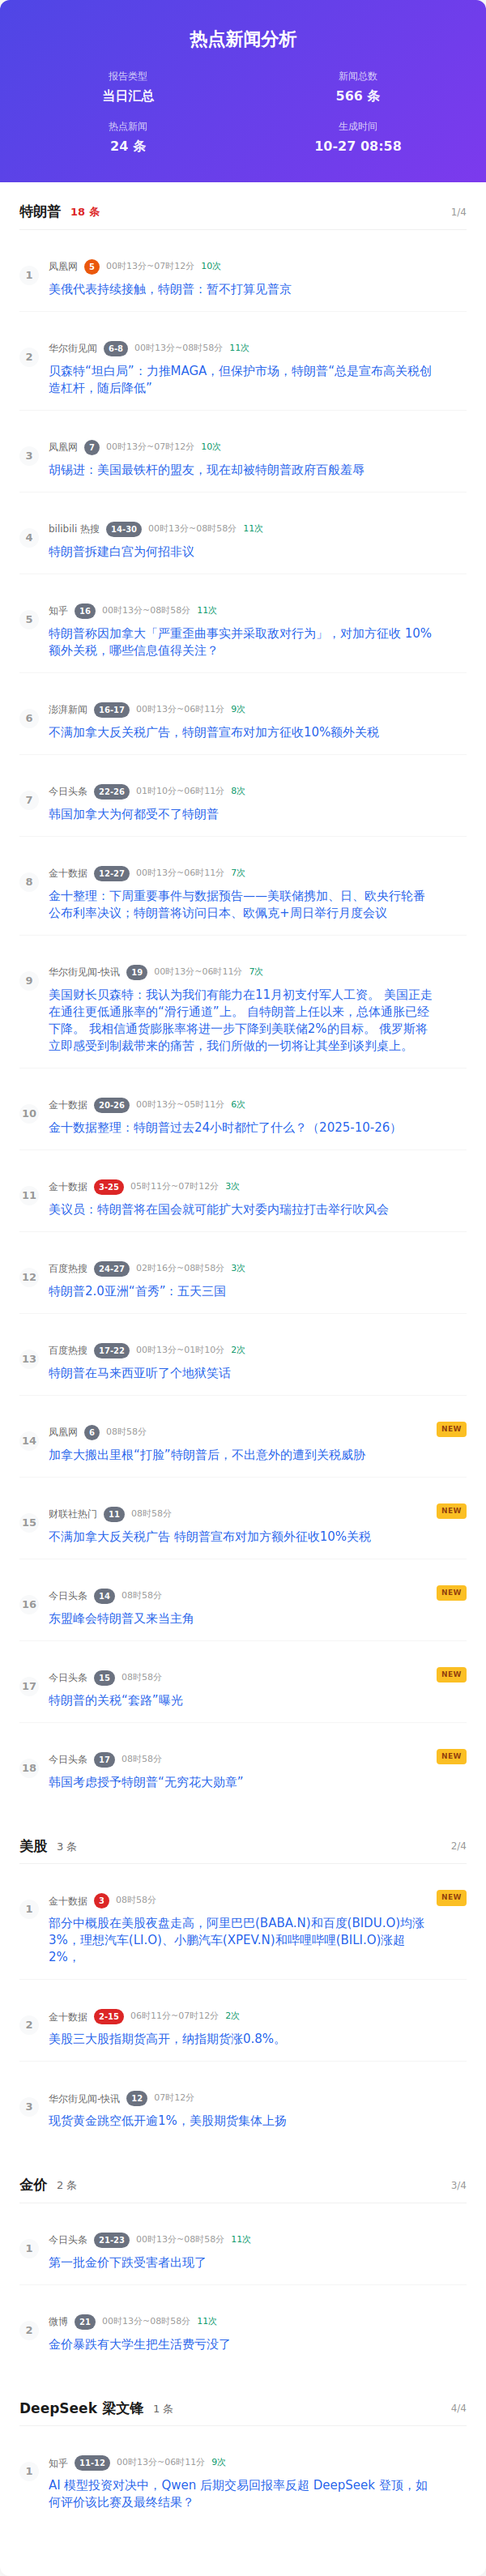 热点新闻分析
报告类型
当日汇总
新闻总数
566 条
热点新闻
24 条
生成时间
10-27 08:58
特朗普 18 条 1/4
1
凤凰网 5 00时13分~07时12分 10次
美俄代表持续接触，特朗普：暂不打算见普京
2
华尔街见闻 6-8 00时13分~08时58分 11次
贝森特“坦白局”：力推MAGA，但保护市场，特朗普“总是宣布高关税创
造杠杆，随后降低”
3
凤凰网 7 00时13分~07时12分 10次
胡锡进：美国最铁杆的盟友，现在却被特朗普政府百般羞辱
4
bilibili 热搜 14-30 00时13分~08时58分 11次
特朗普拆建白宫为何招非议
5
知乎 16 00时13分~08时58分 11次
特朗普称因加拿大「严重歪曲事实并采取敌对行为」，对加方征收 10%
额外关税，哪些信息值得关注？
6
澎湃新闻 16-17 00时13分~06时11分 9次
不满加拿大反关税广告，特朗普宣布对加方征收10%额外关税
7
今日头条 22-26 01时10分~06时11分 8次
韩国加拿大为何都受不了特朗普
8
金十数据 12-27 00时13分~06时11分 7次
金十整理：下周重要事件与数据预告——美联储携加、日、欧央行轮番
公布利率决议；特朗普将访问日本、欧佩克+周日举行月度会议
9
华尔街见闻-快讯 19 00时13分~06时11分 7次
美国财长贝森特：我认为我们有能力在11月初支付军人工资。 美国正走
在通往更低通胀率的“滑行通道”上。 自特朗普上任以来，总体通胀已经
下降。 我相信通货膨胀率将进一步下降到美联储2%的目标。 俄罗斯将
立即感受到制裁带来的痛苦，我们所做的一切将让其坐到谈判桌上。
10
金十数据 20-26 00时13分~05时11分 6次
金十数据整理：特朗普过去24小时都忙了什么？（2025-10-26）
11
金十数据 3-25 05时11分~07时12分 3次
美议员：特朗普将在国会就可能扩大对委内瑞拉打击举行吹风会
12
百度热搜 24-27 02时16分~08时58分 3次
特朗普2.0亚洲“首秀”：五天三国
13
百度热搜 17-22 00时13分~01时10分 2次
特朗普在马来西亚听了个地狱笑话
14
凤凰网 6 08时58分 NEW
加拿大搬出里根“打脸”特朗普后，不出意外的遭到关税威胁
15
财联社热门 11 08时58分 NEW
不满加拿大反关税广告 特朗普宣布对加方额外征收10%关税
16
今日头条 14 08时58分 NEW
东盟峰会特朗普又来当主角
17
今日头条 15 08时58分 NEW
特朗普的关税“套路”曝光
18
今日头条 17 08时58分 NEW
韩国考虑授予特朗普“无穷花大勋章”
美股 3 条 2/4
1
金十数据 3 08时58分 NEW
部分中概股在美股夜盘走高，阿里巴巴(BABA.N)和百度(BIDU.O)均涨
3%，理想汽车(LI.O)、小鹏汽车(XPEV.N)和哔哩哔哩(BILI.O)涨超
2%，
2
金十数据 2-15 06时11分~07时12分 2次
美股三大股指期货高开，纳指期货涨0.8%。
3
华尔街见闻-快讯 12 07时12分
现货黄金跳空低开逾1%，美股期货集体上扬
金价 2 条 3/4
1
今日头条 21-23 00时13分~08时58分 11次
第一批金价下跌受害者出现了
2
微博 21 00时13分~08时58分 11次
金价暴跌有大学生把生活费亏没了
DeepSeek 梁文锋 1 条 4/4
1
知乎 11-12 00时13分~06时11分 9次
AI 模型投资对决中，Qwen 后期交易回报率反超 DeepSeek 登顶，如
何评价该比赛及最终结果？